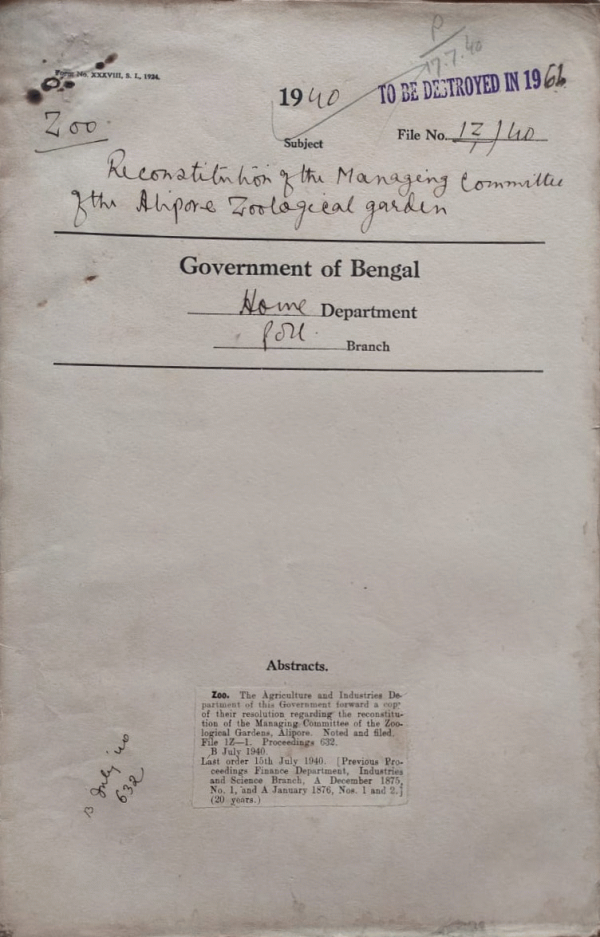 P
17.7.40
Form No. XXXVIII, S. I., 1934.
1940
TO BE DESTROYED IN 1961
Zoo.
Subject
File No. 1Z/40
Reconstitution of the Managing Committee
of the Alipore Zoological garden
Government of Bengal
Home Department
Poll. Branch
Abstracts.
Zoo. The Agriculture and Industries De-
partment of this Government forward a copy
of their resolution regarding the reconstitu-
tion of the Managing Committee of the Zoo-
logical Gardens, Alipore. Noted and filed.
File 1Z—1. Proceedings 632.
B July 1940.
Last order 15th July 1940. [Previous Pro-
ceedings Finance Department, Industries
and Science Branch, A December 1875,
No. 1, and A January 1876, Nos. 1 and 2.]
(20 years.)
B July '40
632